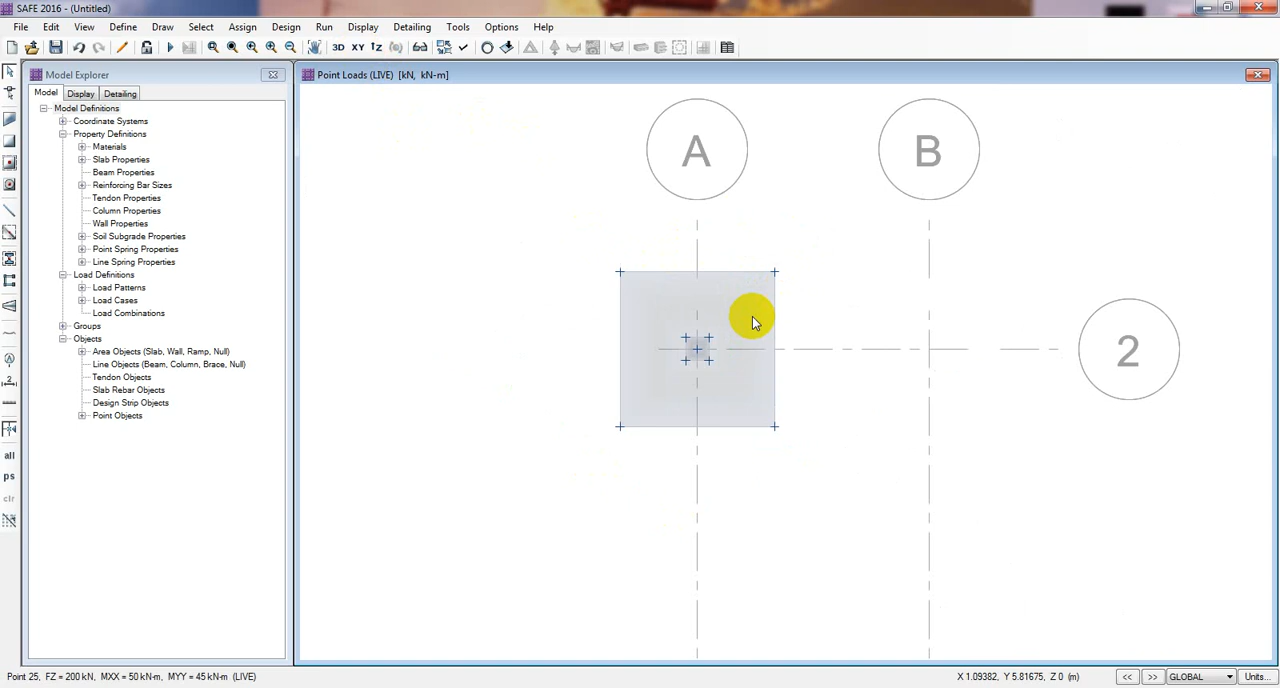 SAFE 2016 - (Untitled)
File Edit View Define Draw Select Assign Design Run Display Detailing Tools Options Help
3D XY
Model Explorer
Point Loads (LIVE) [kN, kN-m]
Model Display Detailing
Model Definitions
Coordinate Systems
Property Definitions
Materials
Slab Properties
Beam Properties
Reinforcing Bar Sizes
Tendon Properties
Column Properties
Wall Properties
Soil Subgrade Properties
Point Spring Properties
Line Spring Properties
Load Definitions
Load Patterns
Load Cases
Load Combinations
Groups
Objects
Area Objects (Slab, Wall, Ramp, Null)
Line Objects (Beam, Column, Brace, Null)
Tendon Objects
Slab Rebar Objects
Design Strip Objects
Point Objects
all
ps
clr
A
B
2
Point 25, FZ = 200 kN, MXX = 50 kN-m, MYY = 45 kN-m (LIVE)
X 1.09382, Y 5.81675, Z 0 (m)
<< >> GLOBAL Units...